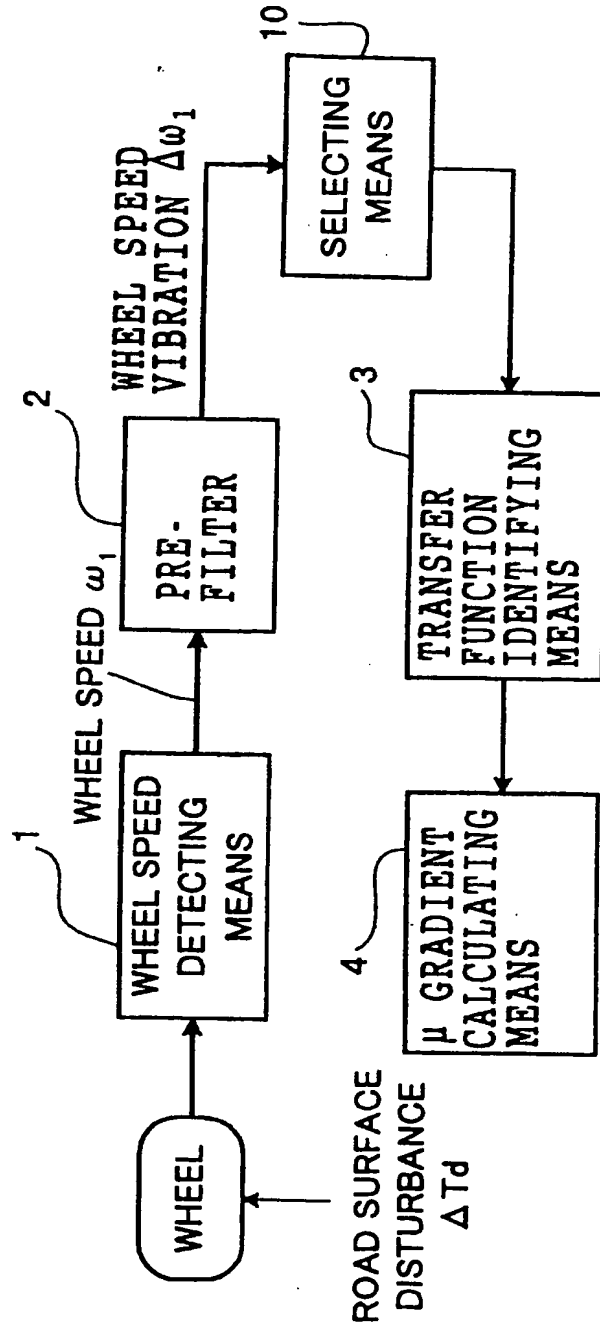 WHEEL
ROAD SURFACE
DISTURBANCE
ΔTd
1
WHEEL SPEED
DETECTING
MEANS
WHEEL SPEED ω1
2
PRE-
FILTER
WHEEL SPEED
VIBRATION Δω1
10
SELECTING
MEANS
3
TRANSFER
FUNCTION
IDENTIFYING
MEANS
4
μ GRADIENT
CALCULATING
MEANS